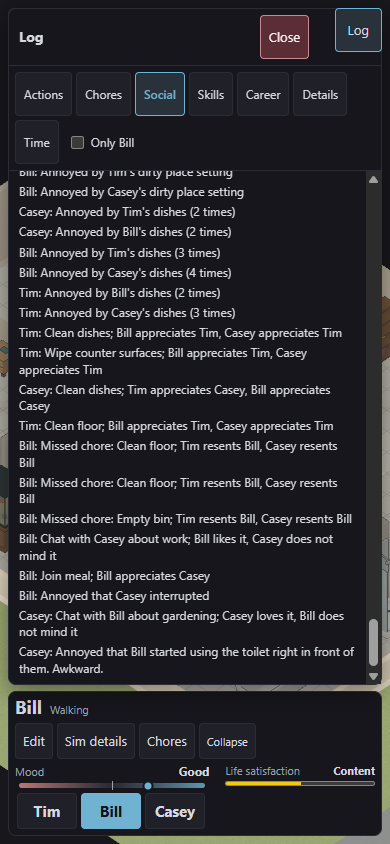 Log
Close
Log
Actions
Chores
Social
Skills
Career
Details
Time
Only Bill
Bill: Annoyed by Tim's dirty place setting
Bill: Annoyed by Casey's dirty place setting
Casey: Annoyed by Tim's dishes (2 times)
Casey: Annoyed by Bill's dishes (2 times)
Bill: Annoyed by Tim's dishes (3 times)
Bill: Annoyed by Casey's dishes (4 times)
Tim: Annoyed by Bill's dishes (2 times)
Tim: Annoyed by Casey's dishes (3 times)
Tim: Clean dishes; Bill appreciates Tim, Casey appreciates Tim
Tim: Wipe counter surfaces; Bill appreciates Tim, Casey
appreciates Tim
Casey: Clean dishes; Tim appreciates Casey, Bill appreciates
Casey
Tim: Clean floor; Bill appreciates Tim, Casey appreciates Tim
Bill: Missed chore: Clean floor; Tim resents Bill, Casey resents
Bill
Bill: Missed chore: Clean floor; Tim resents Bill, Casey resents
Bill
Bill: Missed chore: Empty bin; Tim resents Bill, Casey resents Bill
Bill: Chat with Casey about work; Bill likes it, Casey does not
mind it
Bill: Join meal; Bill appreciates Casey
Bill: Annoyed that Casey interrupted
Casey: Chat with Bill about gardening; Casey loves it, Bill does
not mind it
Casey: Annoyed that Bill started using the toilet right in front of
them. Awkward.
Bill Walking
Edit
Sim details
Chores
Collapse
Mood Good
Life satisfaction Content
Tim
Bill
Casey